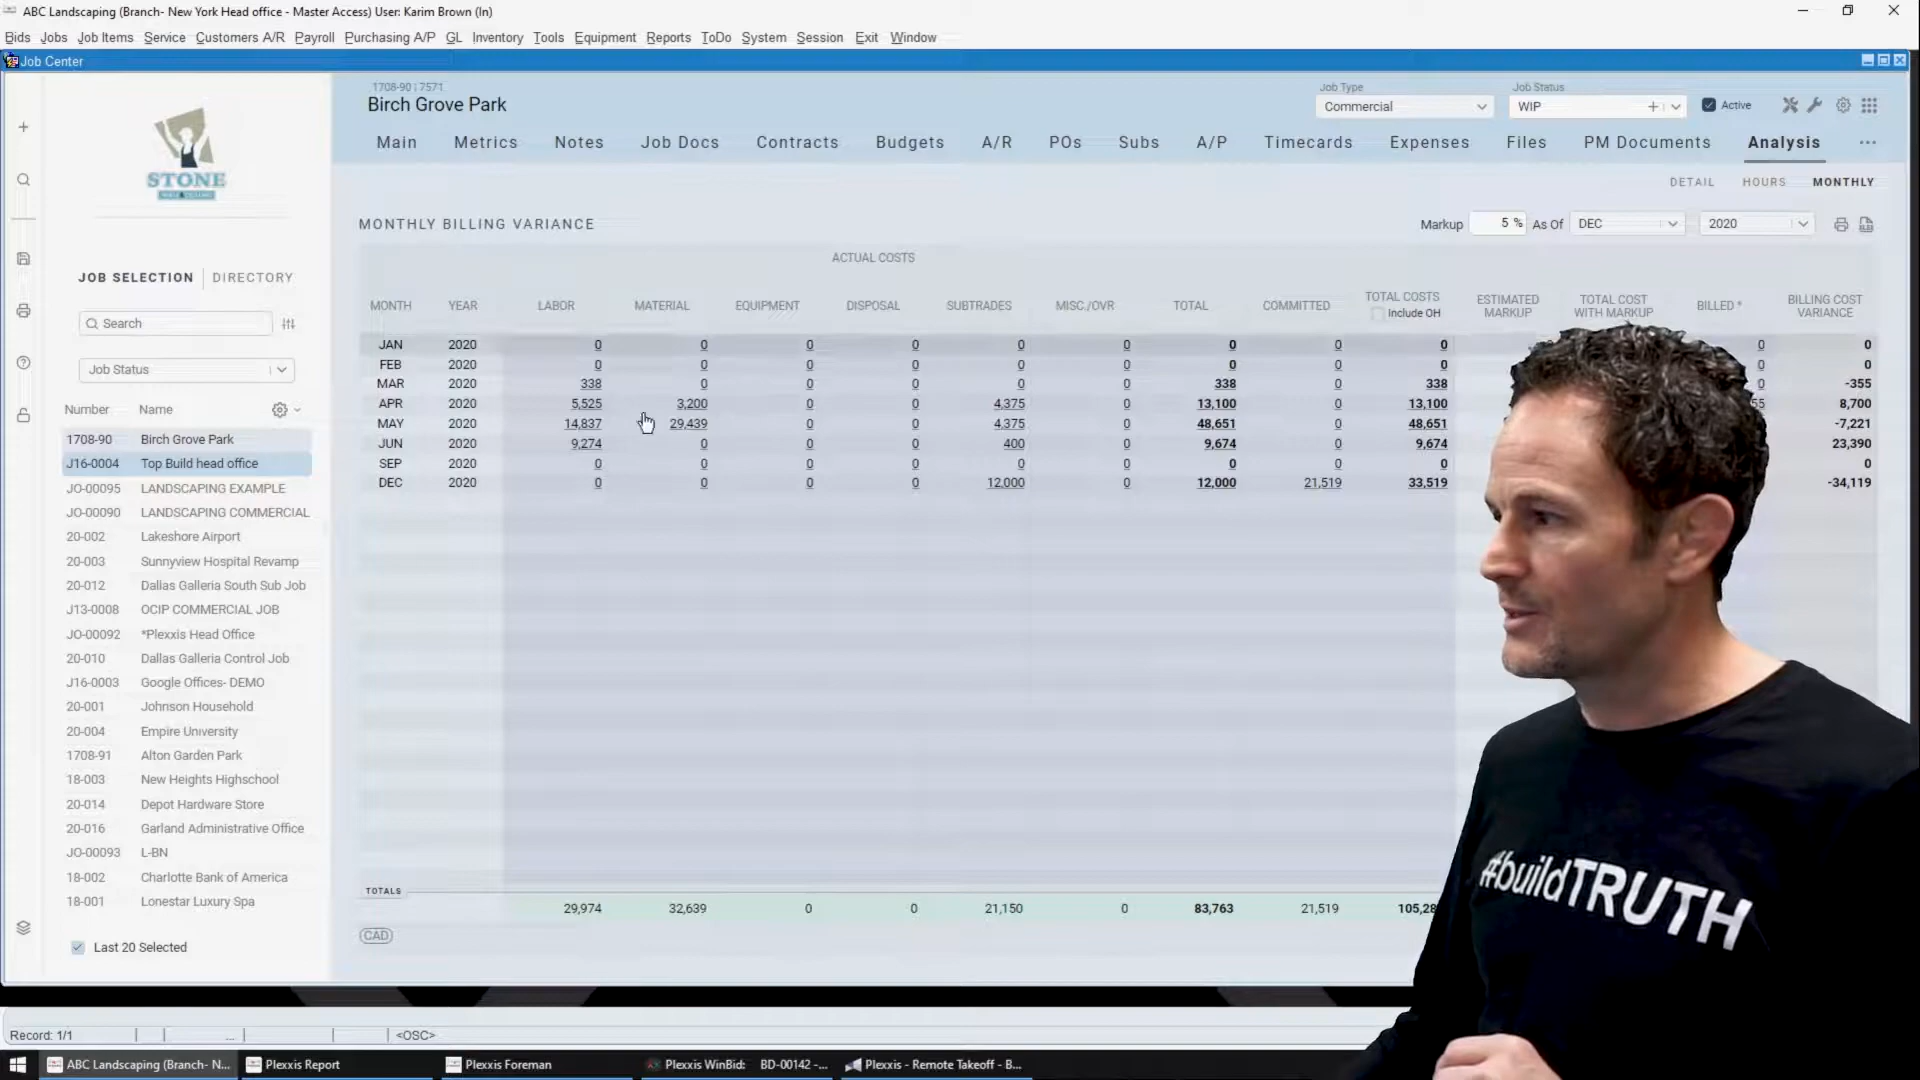 ABC Landscaping (Branch- New York Head office - Master Access) User: Karim Brown (In)
Bids Jobs Job Items Service Customers A/R Payroll Purchasing A/P GL Inventory Tools Equipment Reports ToDo System Session Exit Window
Job Center
1708-90 | 7571
Birch Grove Park
Job Type
Commercial
Job Status
WIP
Active
Main Metrics Notes Job Docs Contracts Budgets A/R POs Subs A/P Timecards Expenses Files PM Documents Analysis ...
DETAIL HOURS MONTHLY
STONE
JOB SELECTION DIRECTORY
Search
Job Status
Number Name
1708-90 Birch Grove Park
J16-0004 Top Build head office
JO-00095 LANDSCAPING EXAMPLE
JO-00090 LANDSCAPING COMMERCIAL
20-002 Lakeshore Airport
20-003 Sunnyview Hospital Revamp
20-012 Dallas Galleria South Sub Job
J13-0008 OCIP COMMERCIAL JOB
JO-00092 *Plexxis Head Office
20-010 Dallas Galleria Control Job
J16-0003 Google Offices- DEMO
20-001 Johnson Household
20-004 Empire University
1708-91 Alton Garden Park
18-003 New Heights Highschool
20-014 Depot Hardware Store
20-016 Garland Administrative Office
JO-00093 L-BN
18-002 Charlotte Bank of America
18-001 Lonestar Luxury Spa
Last 20 Selected
MONTHLY BILLING VARIANCE
Markup 5 % As Of DEC 2020
ACTUAL COSTS
MONTH YEAR LABOR MATERIAL EQUIPMENT DISPOSAL SUBTRADES MISC./OVR TOTAL COMMITTED TOTAL COSTS Include OH ESTIMATED MARKUP TOTAL COST WITH MARKUP BILLED * BILLING COST VARIANCE
JAN 2020 0 0 0 0 0 0 0 0 0 0 0
FEB 2020 0 0 0 0 0 0 0 0 0 0 0
MAR 2020 338 0 0 0 0 0 338 0 338 0 -355
APR 2020 5,525 3,200 0 0 4,375 0 13,100 0 13,100 55 8,700
MAY 2020 14,837 29,439 0 0 4,375 0 48,651 0 48,651 -7,221
JUN 2020 9,274 0 0 0 400 0 9,674 0 9,674 23,390
SEP 2020 0 0 0 0 0 0 0 0 0 0
DEC 2020 0 0 0 0 12,000 0 12,000 21,519 33,519 -34,119
TOTALS
29,974 32,639 0 0 21,150 0 83,763 21,519 105,28
CAD
#buildTRUTH
Record: 1/1 ... <OSC>
ABC Landscaping (Branch- N... Plexxis Report Plexxis Foreman Plexxis WinBid: BD-00142 -... Plexxis - Remote Takeoff - B...